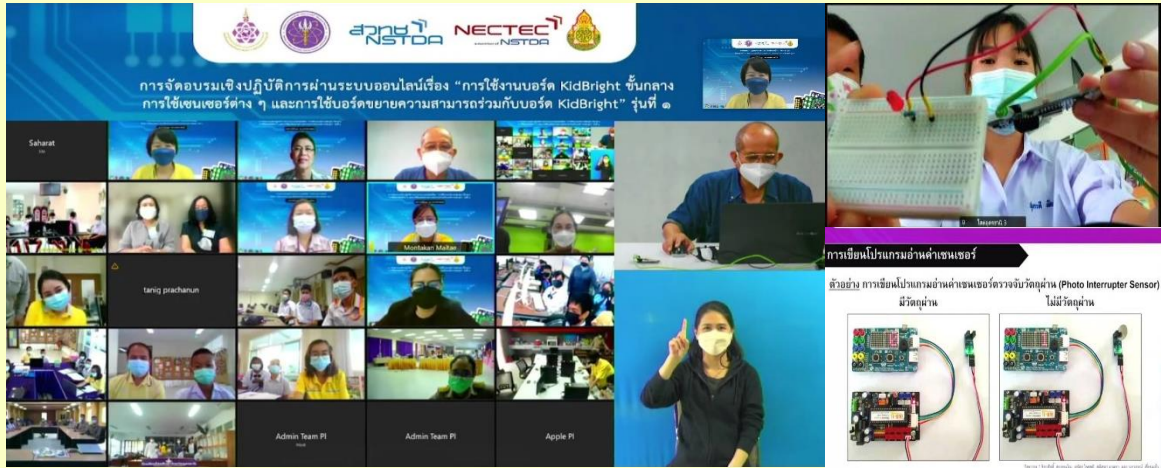 สวทช
NSTDA
NECTEC
NSTDA
การจัดอบรมเชิงปฏิบัติการผ่านระบบออนไลน์เรื่อง “การใช้งานบอร์ด KidBright ขั้นกลาง
การใช้เซนเซอร์ต่าง ๆ และการใช้บอร์ดขยายความสามารถร่วมกับบอร์ด KidBright” รุ่นที่ ๑
Saharat
Montakan Maitae
taniq prachanun
Admin Team PI
Admin Team PI
Apple PI
การเขียนโปรแกรมอ่านค่าเซนเซอร์
ตัวอย่าง การเขียนโปรแกรมอ่านค่าเซนเซอร์ตรวจจับวัตถุผ่าน (Photo Interrupter Sensor)
มีวัตถุผ่าน
ไม่มีวัตถุผ่าน